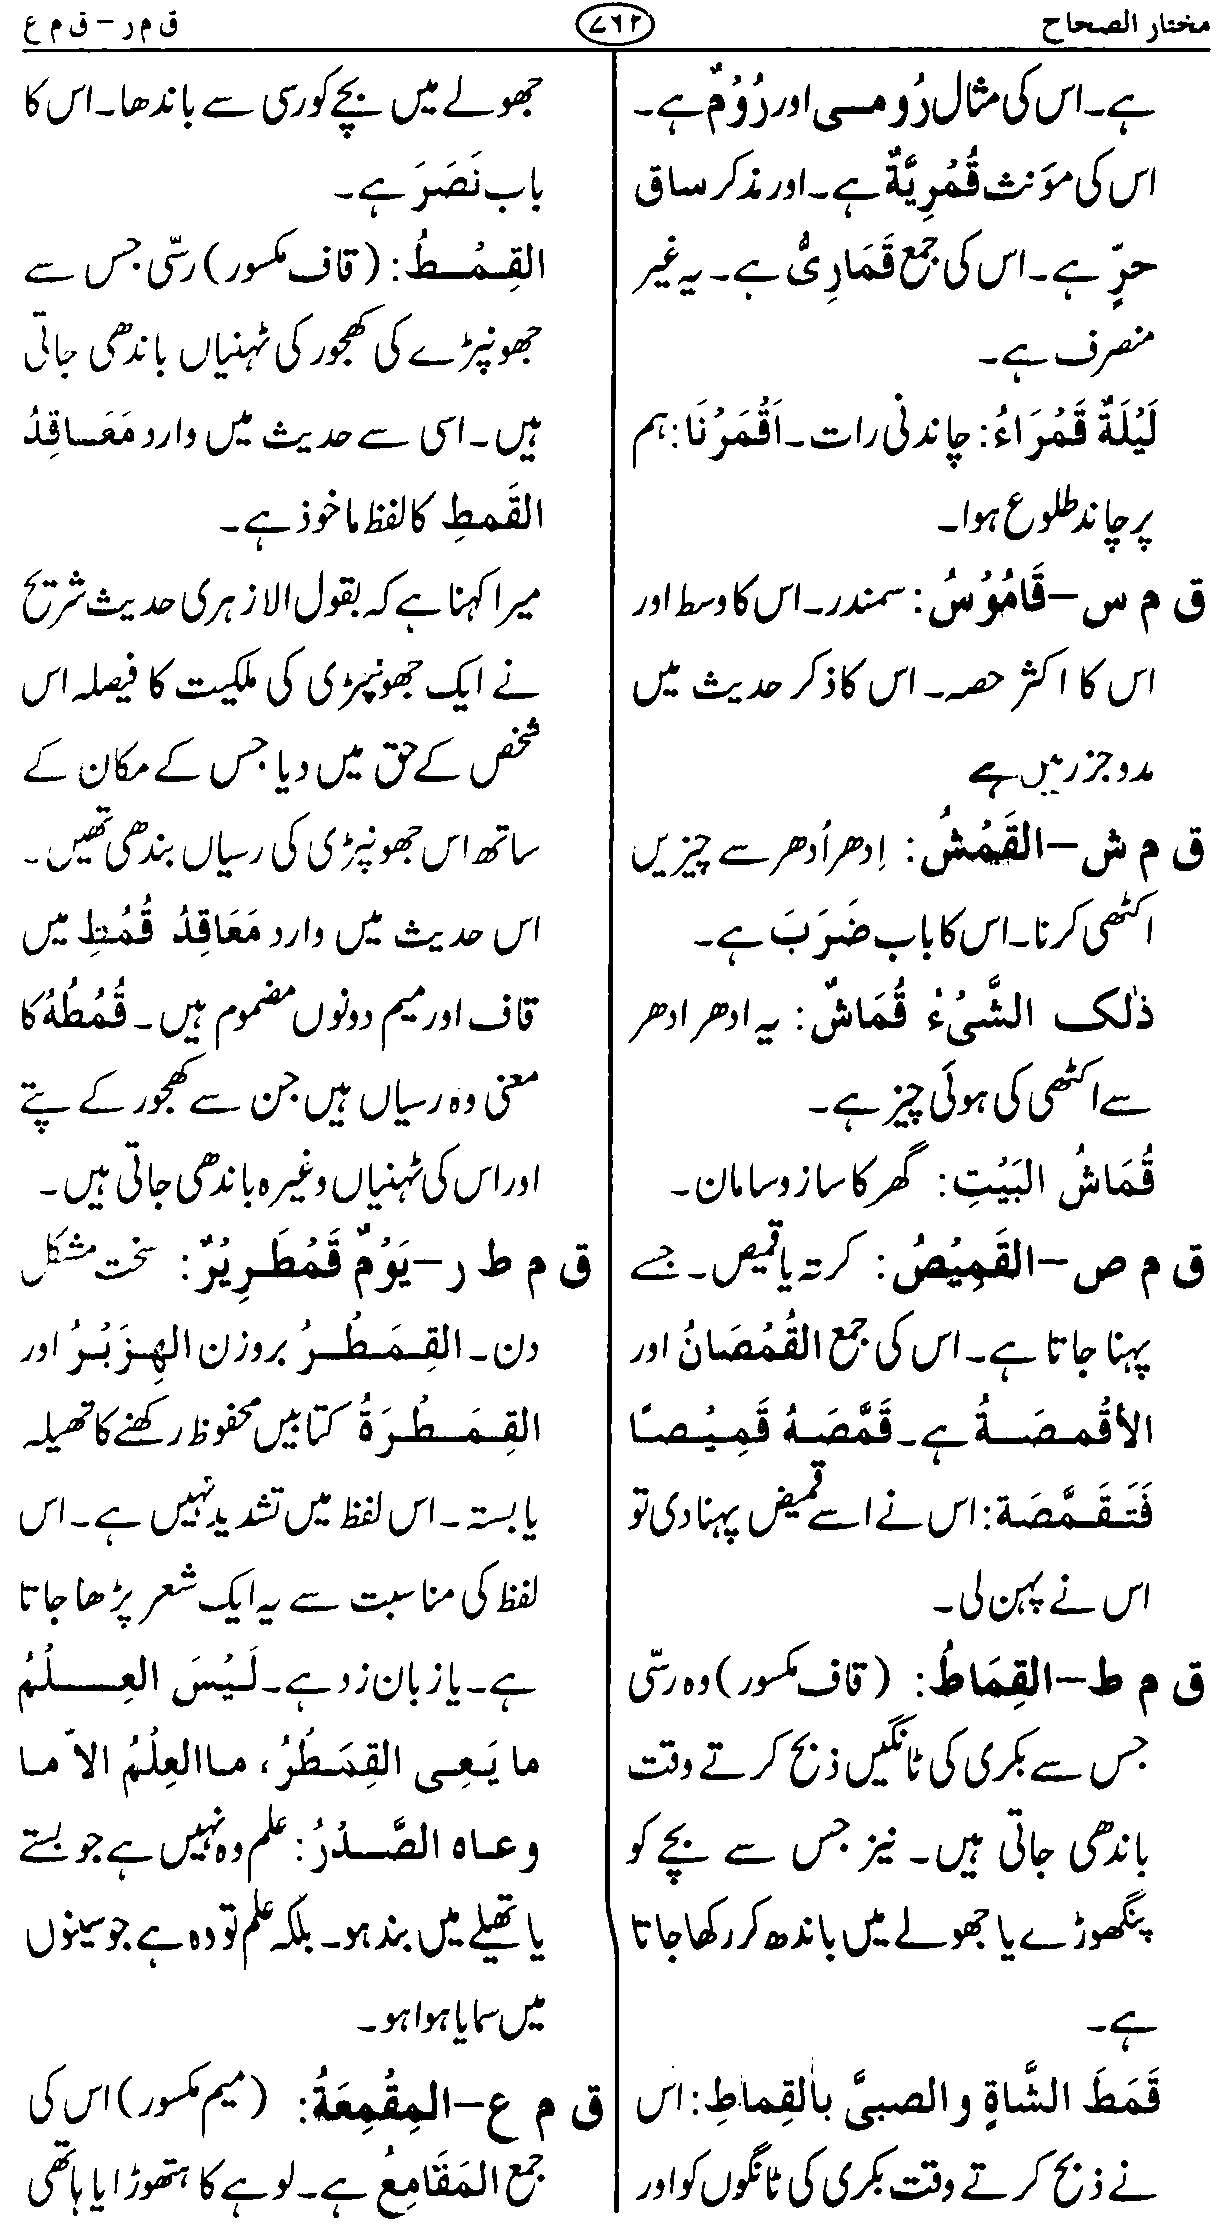 مختار الصحاح
٧٦٢
ق م ر – ق م ع
ہے۔ اس کی مثال رُومی اور رُوْمٌ ہے۔
اس کی مؤنث قُمْرِيَّةٌ ہے۔ اور مذکر ساق
حرٍّ ہے۔ اس کی جمع قَمَارِىُّ ہے۔ یہ غیر
منصرف ہے۔
لَيْلَةٌ قَمْرَاءُ: چاندنی رات۔ اَقْمَرْنَا: ہم
پر چاند طلوع ہوا۔
ق م س – قَامُوْسُ: سمندر۔ اس کا وسط اور
اس کا اکثر حصہ۔ اس کا ذکر حدیث میں
مدوجزر میں ہے
ق م ش – القَمْشُ: اِدھر اُدھر سے چیزیں
اکٹھی کرنا۔ اس کا باب ضَرَبَ ہے۔
ذٰلک الشَّیْءُ قُمَاشٌ: یہ ادھر ادھر
سے اکٹھی کی ہوئی چیز ہے۔
قُمَاشُ البَيْتِ: گھر کا ساز و سامان۔
ق م ص – القَمِيْصُ: کرتہ یا قمیص۔ جسے
پہنا جاتا ہے۔ اس کی جمع القُمْصَانُ اور
الأقْمِصَةُ ہے۔ قَمَّصَهُ قَمِيْصًا
فَتَقَمَّصَة: اس نے اسے قمیض پہنا دی تو
اس نے پہن لی۔
ق م ط – القِمَاطُ: (قاف مکسور) وہ رسّی
جس سے بکری کی ٹانگیں ذبح کرتے وقت
باندھی جاتی ہیں۔ نیز جس سے بچے کو
پنگھوڑے یا جھولے میں باندھ کر رکھا جاتا
ہے۔
قَمَطَ الشَّاةِ والصبیَّ بالقِماطِ: اس
نے ذبح کرتے وقت بکری کی ٹانگوں کو اور
جھولے میں بچے کو رسی سے باندھا۔ اس کا
باب نَصَرَ ہے۔
القِمْطُ: (قاف مکسور) رسّی جس سے
جھونپڑے کی کھجور کی ٹہنیاں باندھی جاتی
ہیں۔ اسی سے حدیث میں وارد مَعَاقِدُ
القَمطِ کا لفظ ماخوذ ہے۔
میرا کہنا ہے کہ بقول الازہری حدیث شریح
نے ایک جھونپڑی کی ملکیت کا فیصلہ اس
شخص کے حق میں دیا جس کے مکان کے
ساتھ اس جھونپڑی کی رسیاں بندھی تھیں۔
اس حدیث میں وارد مَعَاقِدُ قُمُطِ میں
قاف اور میم دونوں مضموم ہیں۔ قُمُطُهُ کا
معنی وہ رسیاں ہیں جن سے کھجور کے پتے
اور اس کی ٹہنیاں وغیرہ باندھی جاتی ہیں۔
ق م ط ر – يَوْمٌ قَمْطَرِيْرٌ: سخت مشکل
دن۔ القِمَطْرُ بروزن الهِزَبْرُ اور
القِمَطْرَةُ کتابیں محفوظ رکھنے کا تھیلہ
یا بستہ۔ اس لفظ میں تشدید نہیں ہے۔ اس
لفظ کی مناسبت سے یہ ایک شعر پڑھا جاتا
ہے۔ یا زبان زد ہے۔ لَيْسَ العِلْمُ
ما يَعِى القِمَطْرُ، ما العِلْمُ الاّ ما
وعاه الصَّدْرُ: علم وہ نہیں ہے جو بستے
یا تھیلے میں بند ہو۔ بلکہ علم تو وہ ہے جو سینوں
میں سمایا ہوا ہو۔
ق م ع – المِقْمِعَةُ: (میم مکسور) اس کی
جمع المَقَامِعُ ہے۔ لوہے کا ہتھوڑا یا ہاتھی